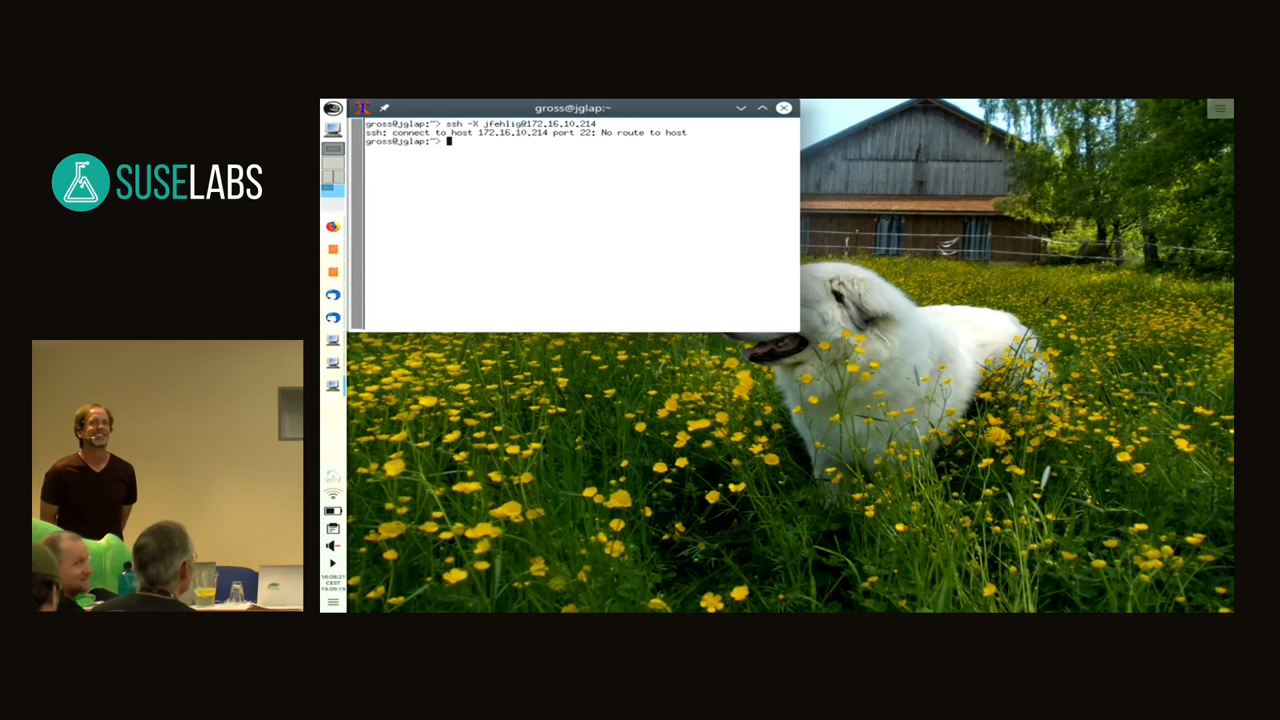 SUSELABS
gross@jglap:~
gross@jglap:~> ssh -X jfehlig@172.16.10.214
ssh: connect to host 172.16.10.214 port 22: No route to host
gross@jglap:~>
CEST